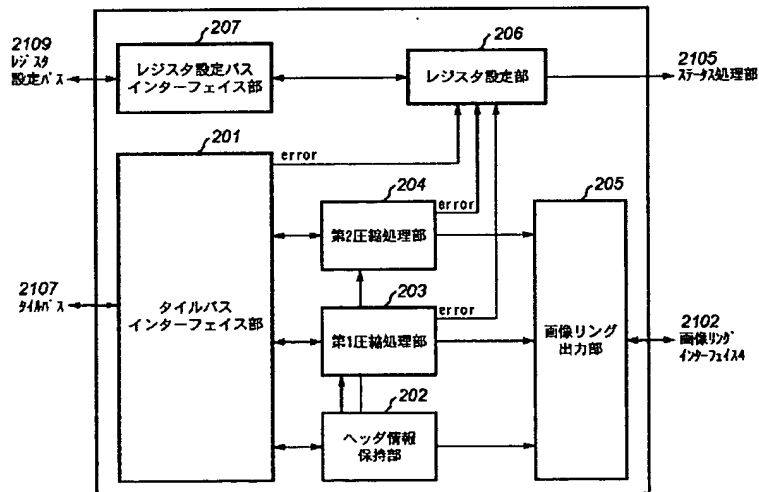 207
206
2109
レジスタ
設定バス
レジスタ設定バス
インターフェイス部
レジスタ設定部
2105
ステータス処理部
201
error
204
error
205
第2圧縮処理部
2107
タイルバス
タイルバス
インターフェイス部
203
error
第1圧縮処理部
画像リング
出力部
2102
画像リング
インターフェイス4
202
ヘッダ情報
保持部